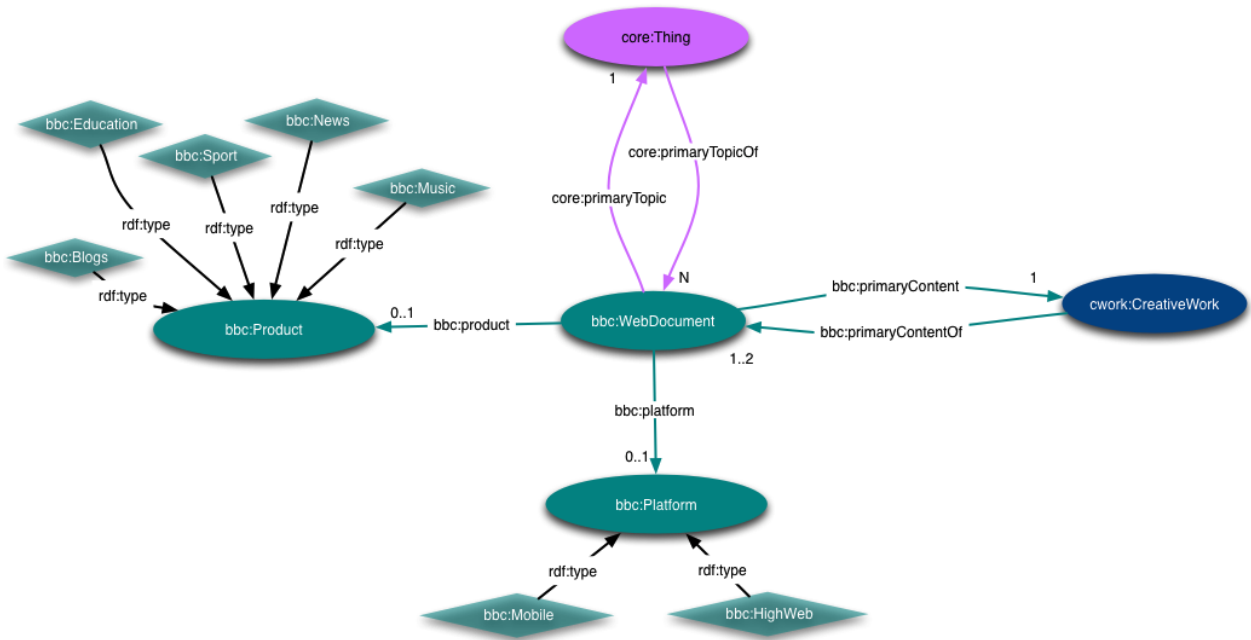 core:Thing
1
bbc:Education
bbc:News
bbc:Sport
core:primaryTopicOf
bbc:Music
core:primaryTopic
rdf:type
rdf:type
rdf:type
rdf:type
bbc:Blogs
rdf:type
N
bbc:primaryContent
1
cwork:CreativeWork
bbc:Product
0..1
bbc:product
bbc:WebDocument
bbc:primaryContentOf
1..2
bbc:platform
0..1
bbc:Platform
rdf:type
rdf:type
bbc:Mobile
bbc:HighWeb